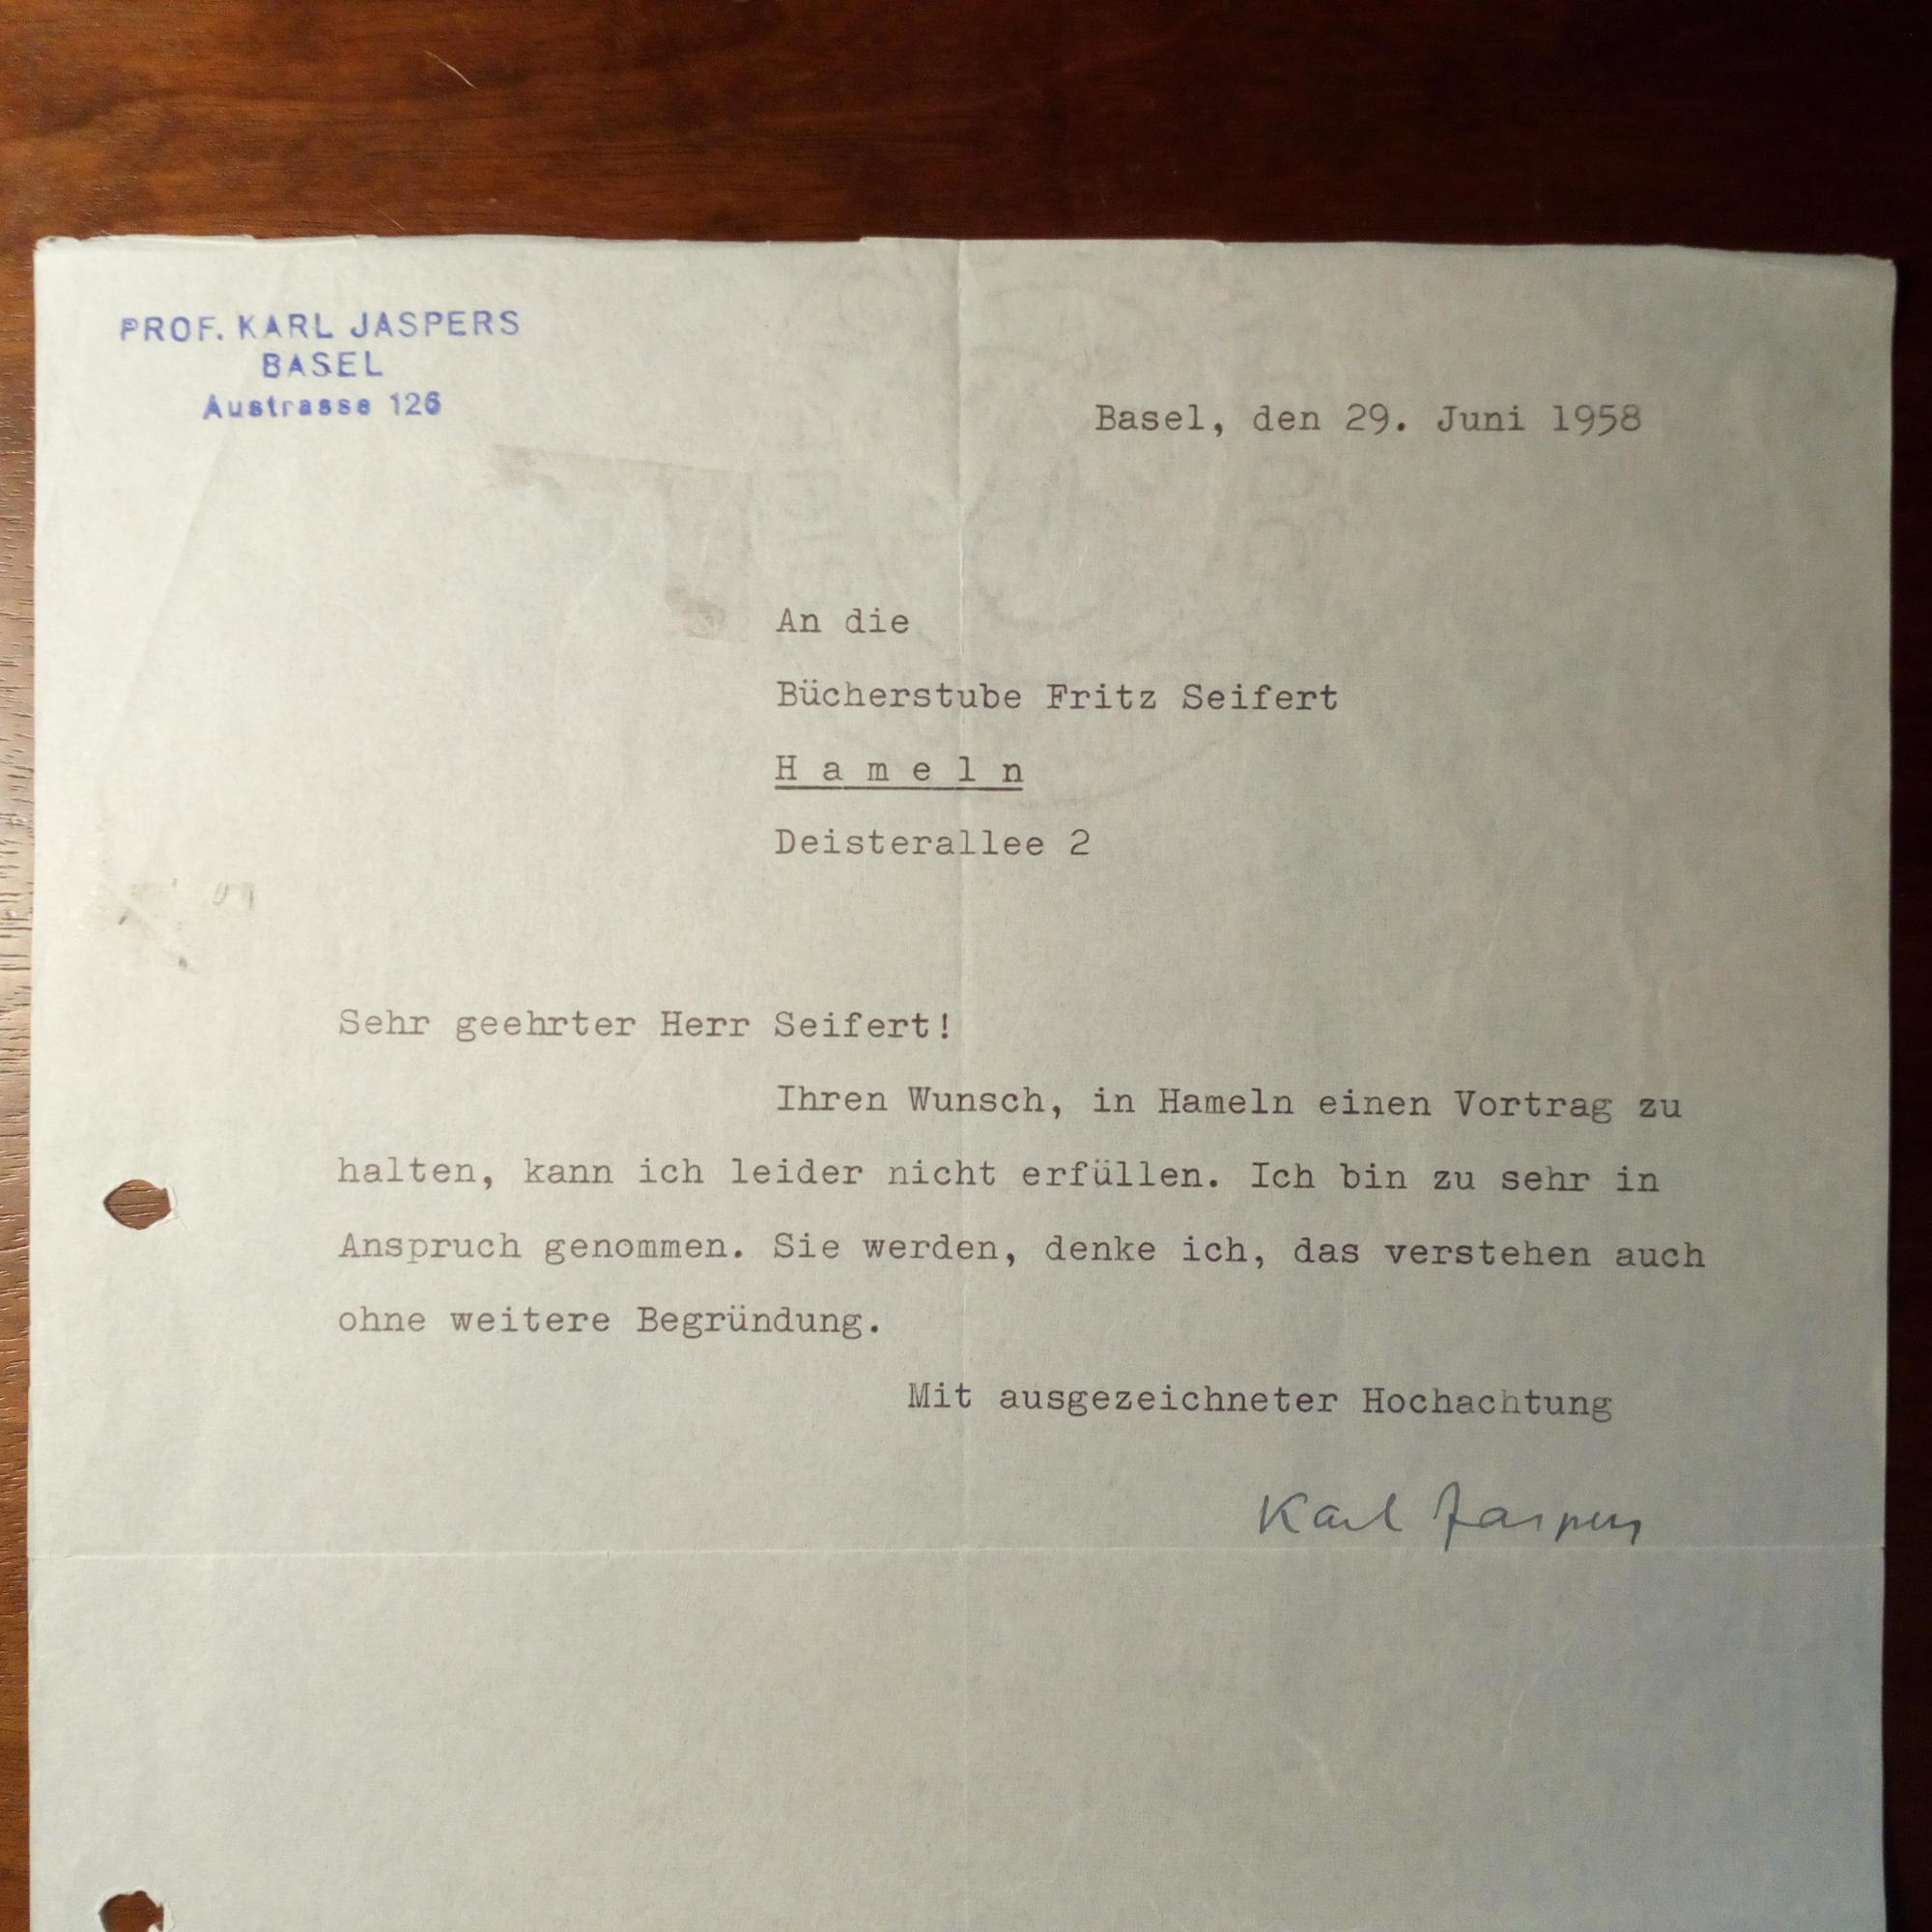 PROF. KARL JASPERS
BASEL
Austrasse 126
Basel, den 29. Juni 1958
An die
Bücherstube Fritz Seifert
H a m e l n
Deisterallee 2
Sehr geehrter Herr Seifert!
Ihren Wunsch, in Hameln einen Vortrag zu
halten, kann ich leider nicht erfüllen. Ich bin zu sehr in
Anspruch genommen. Sie werden, denke ich, das verstehen auch
ohne weitere Begründung.
Mit ausgezeichneter Hochachtung
Karl Jaspers